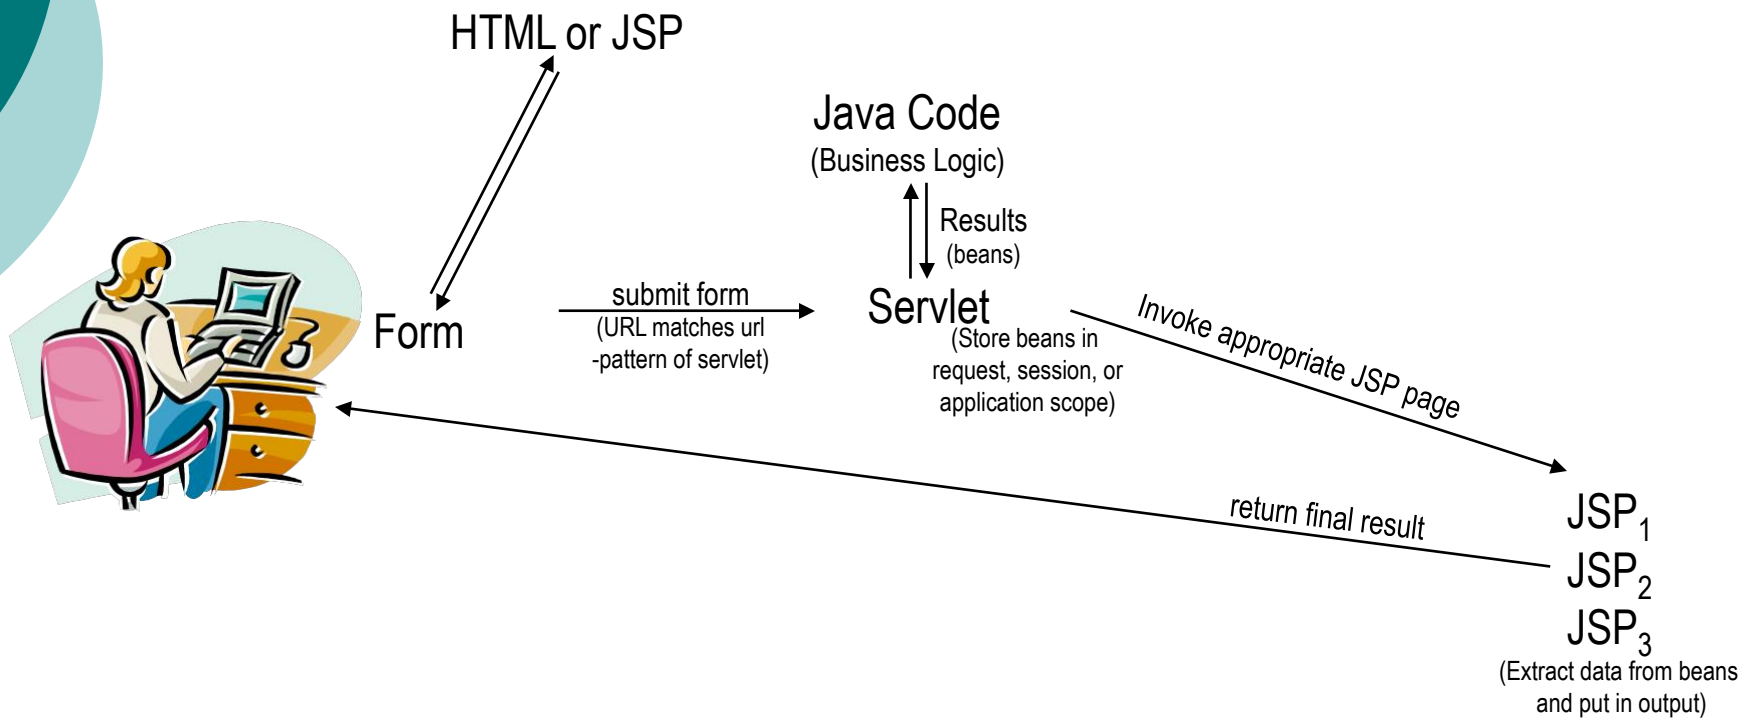 HTML or JSP
Java Code
(Business Logic)
Results
(beans)
Form
submit form
(URL matches url
-pattern of servlet)
Servlet
(Store beans in
request, session, or
application scope)
Invoke appropriate JSP page
return final result
JSP1
JSP2
JSP3
(Extract data from beans
and put in output)